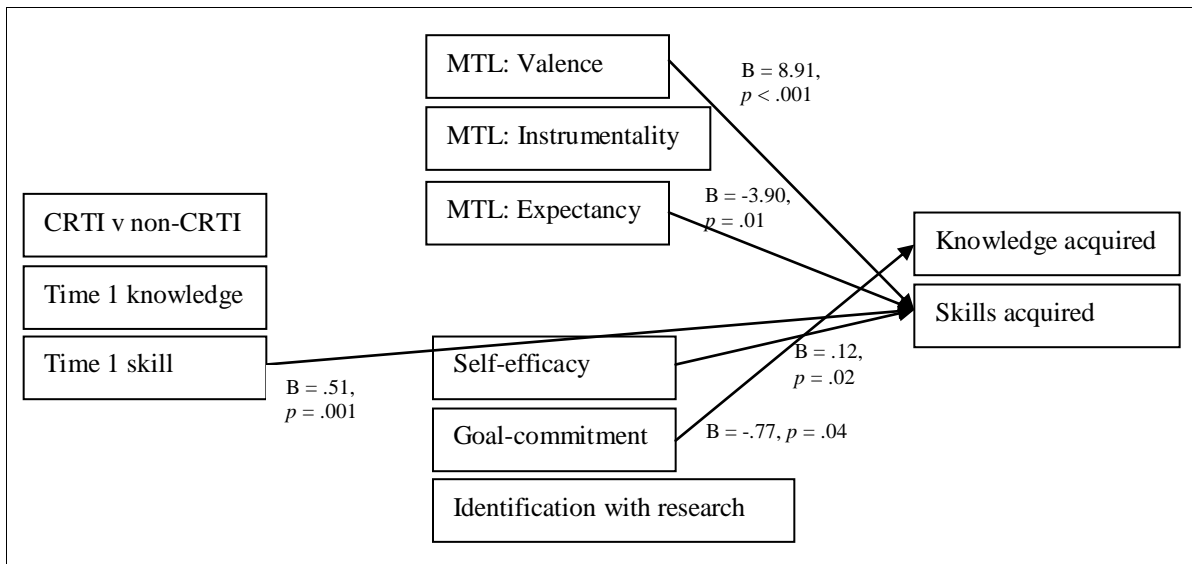 MTL: Valence
B = 8.91,
p < .001
MTL: Instrumentality
MTL: Expectancy
B = -3.90,
p = .01
CRTI v non-CRTI
Time 1 knowledge
Time 1 skill
B = .51,
p = .001
Self-efficacy
B = .12,
p = .02
Goal-commitment
B = -.77, p = .04
Identification with research
Knowledge acquired
Skills acquired